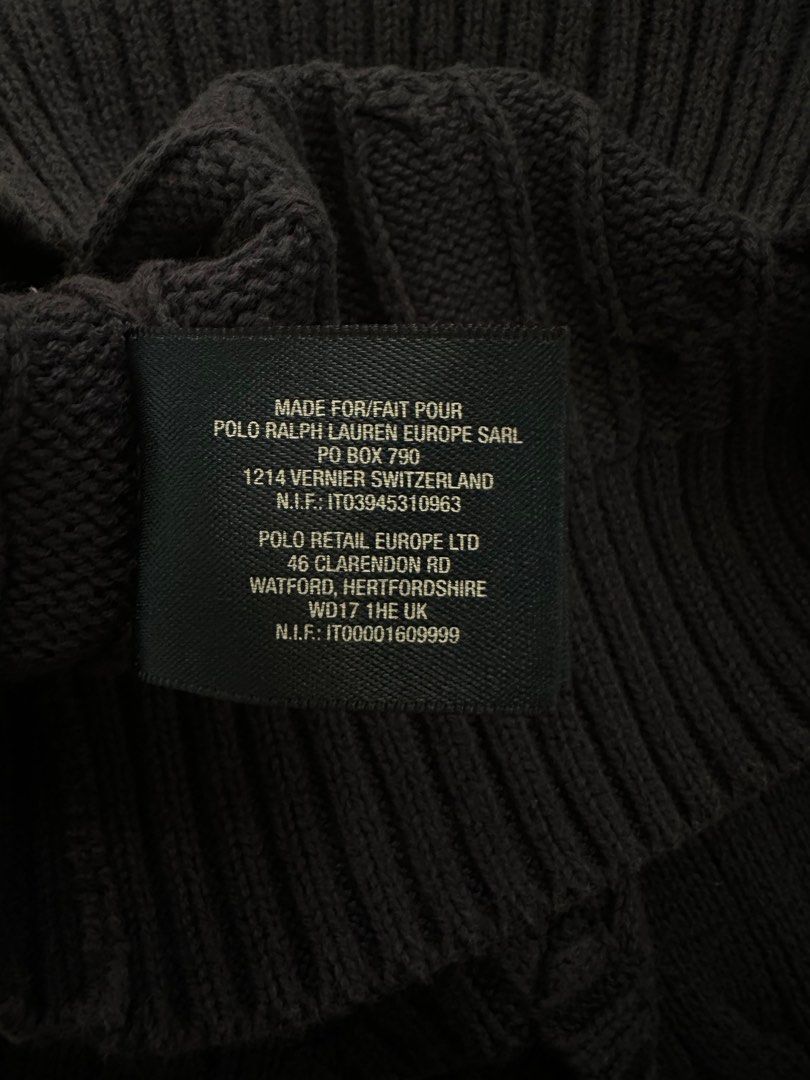 MADE FOR/FAIT POUR
POLO RALPH LAUREN EUROPE SARL
PO BOX 790
1214 VERNIER SWITZERLAND
N.I.F.: IT03945310963
POLO RETAIL EUROPE LTD
46 CLARENDON RD
WATFORD, HERTFORDSHIRE
WD17 1HE UK
N.I.F.: IT00001609999